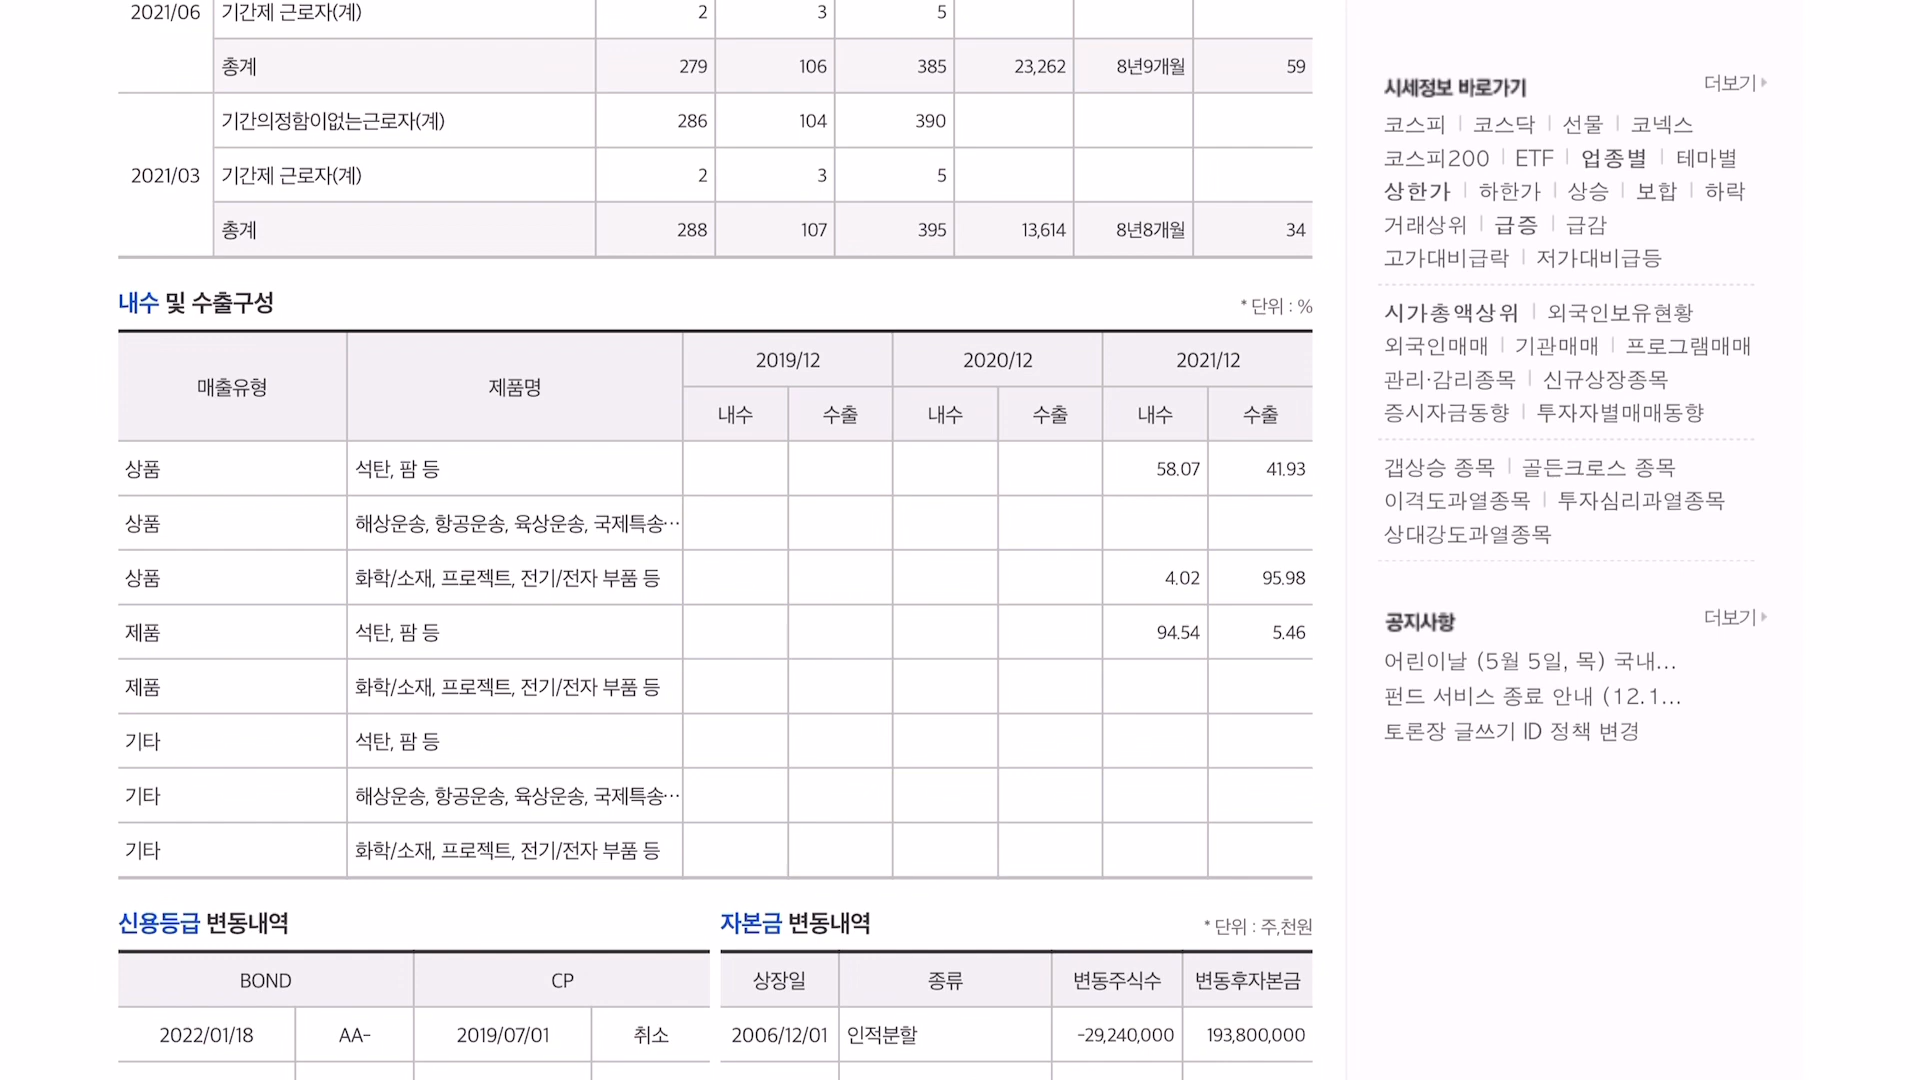 2021/06 기간제 근로자(계) 2 3 5
총계 279 106 385 23,262 8년9개월 59
기간의정함이없는근로자(계) 286 104 390
2021/03 기간제 근로자(계) 2 3 5
총계 288 107 395 13,614 8년8개월 34
내수 및 수출구성 * 단위 : %
매출유형 제품명 2019/12 2020/12 2021/12
내수 수출 내수 수출 내수 수출
상품 석탄, 팜 등 58.07 41.93
상품 해상운송, 항공운송, 육상운송, 국제특송…
상품 화학/소재, 프로젝트, 전기/전자 부품 등 4.02 95.98
제품 석탄, 팜 등 94.54 5.46
제품 화학/소재, 프로젝트, 전기/전자 부품 등
기타 석탄, 팜 등
기타 해상운송, 항공운송, 육상운송, 국제특송…
기타 화학/소재, 프로젝트, 전기/전자 부품 등
신용등급 변동내역
BOND CP
2022/01/18 AA- 2019/07/01 취소
자본금 변동내역 * 단위 : 주,천원
상장일 종류 변동주식수 변동후자본금
2006/12/01 인적분할 -29,240,000 193,800,000
시세정보 바로가기 더보기
코스피 | 코스닥 | 선물 | 코넥스
코스피200 | ETF | 업종별 | 테마별
상한가 | 하한가 | 상승 | 보합 | 하락
거래상위 | 급증 | 급감
고가대비급락 | 저가대비급등
시가총액상위 | 외국인보유현황
외국인매매 | 기관매매 | 프로그램매매
관리·감리종목 | 신규상장종목
증시자금동향 | 투자자별매매동향
갭상승 종목 | 골든크로스 종목
이격도과열종목 | 투자심리과열종목
상대강도과열종목
공지사항 더보기
어린이날 (5월 5일, 목) 국내...
펀드 서비스 종료 안내 (12.1...
토론장 글쓰기 ID 정책 변경